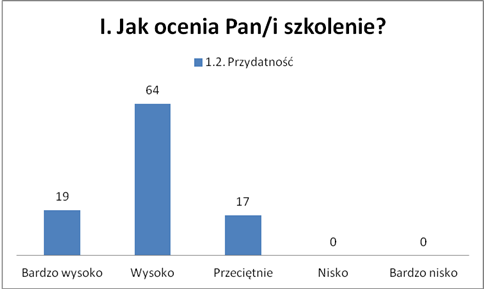 I. Jak ocenia Pan/i szkolenie?
1.2. Przydatność
64
19
17
0
0
Bardzo wysoko
Wysoko
Przeciętnie
Nisko
Bardzo nisko